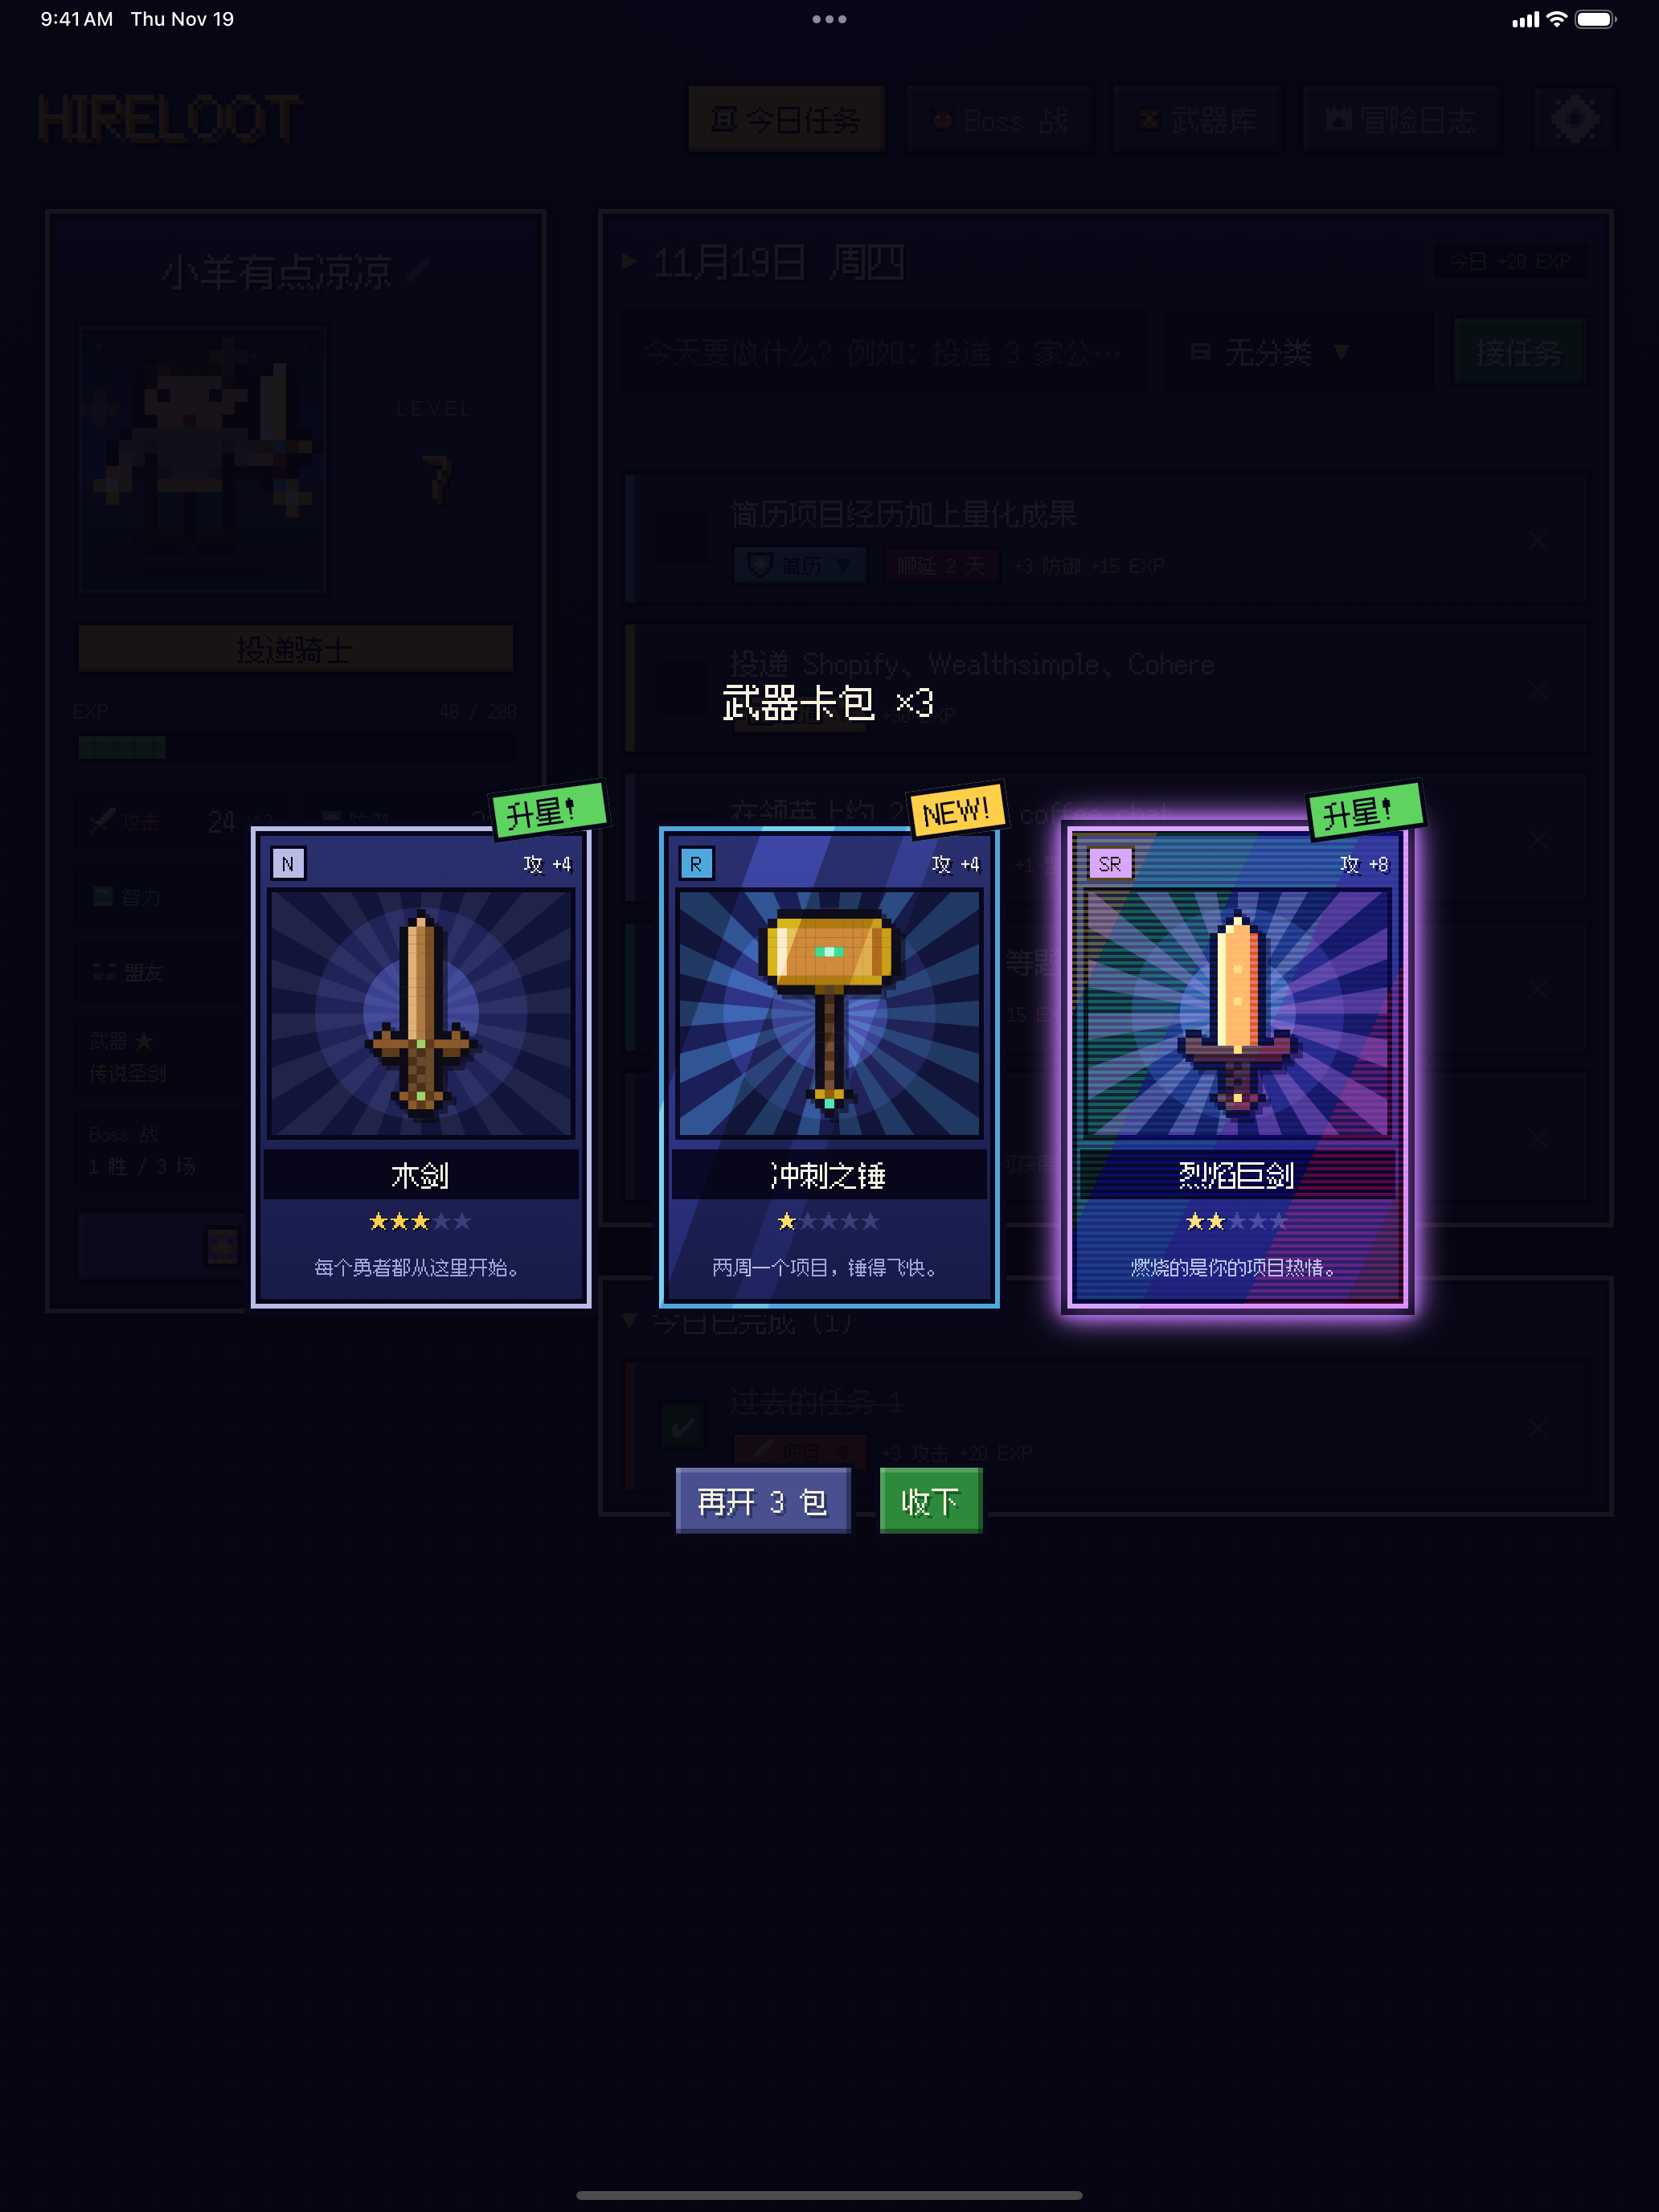 9:41 AM Thu Nov 19
HIRELOOT
今日任务
Boss 战
武器库
冒险日志
小羊有点凉凉
LEVEL
7
投递骑士
EXP 40 / 200
攻击 24
智力
盟友
武器 ★
传说圣剑
Boss 战
1 胜 / 3 场
▶ 11月19日 周四
今日 +20 EXP
今天要做什么? 例如: 投递 3 家公…
无分类 ▼
接任务
简历项目经历加上量化成果
简历 ▼
顺延 2 天
+3 防御 +15 EXP
投递 Shopify、Wealthsimple、Cohere
武器卡包 ×3
升星!
N
攻 +4
木剑
★★★★★
每个勇者都从这里开始。
NEW!
R
攻 +4
冲刺之锤
★★★★★
两周一个项目，锤得飞快。
升星!
SR
攻 +8
烈焰巨剑
★★★★★
燃烧的是你的项目热情。
▼ 今日已完成 (1)
过去的任务 1
项目 ▼
+3 攻击 +20 EXP
再开 3 包
收下